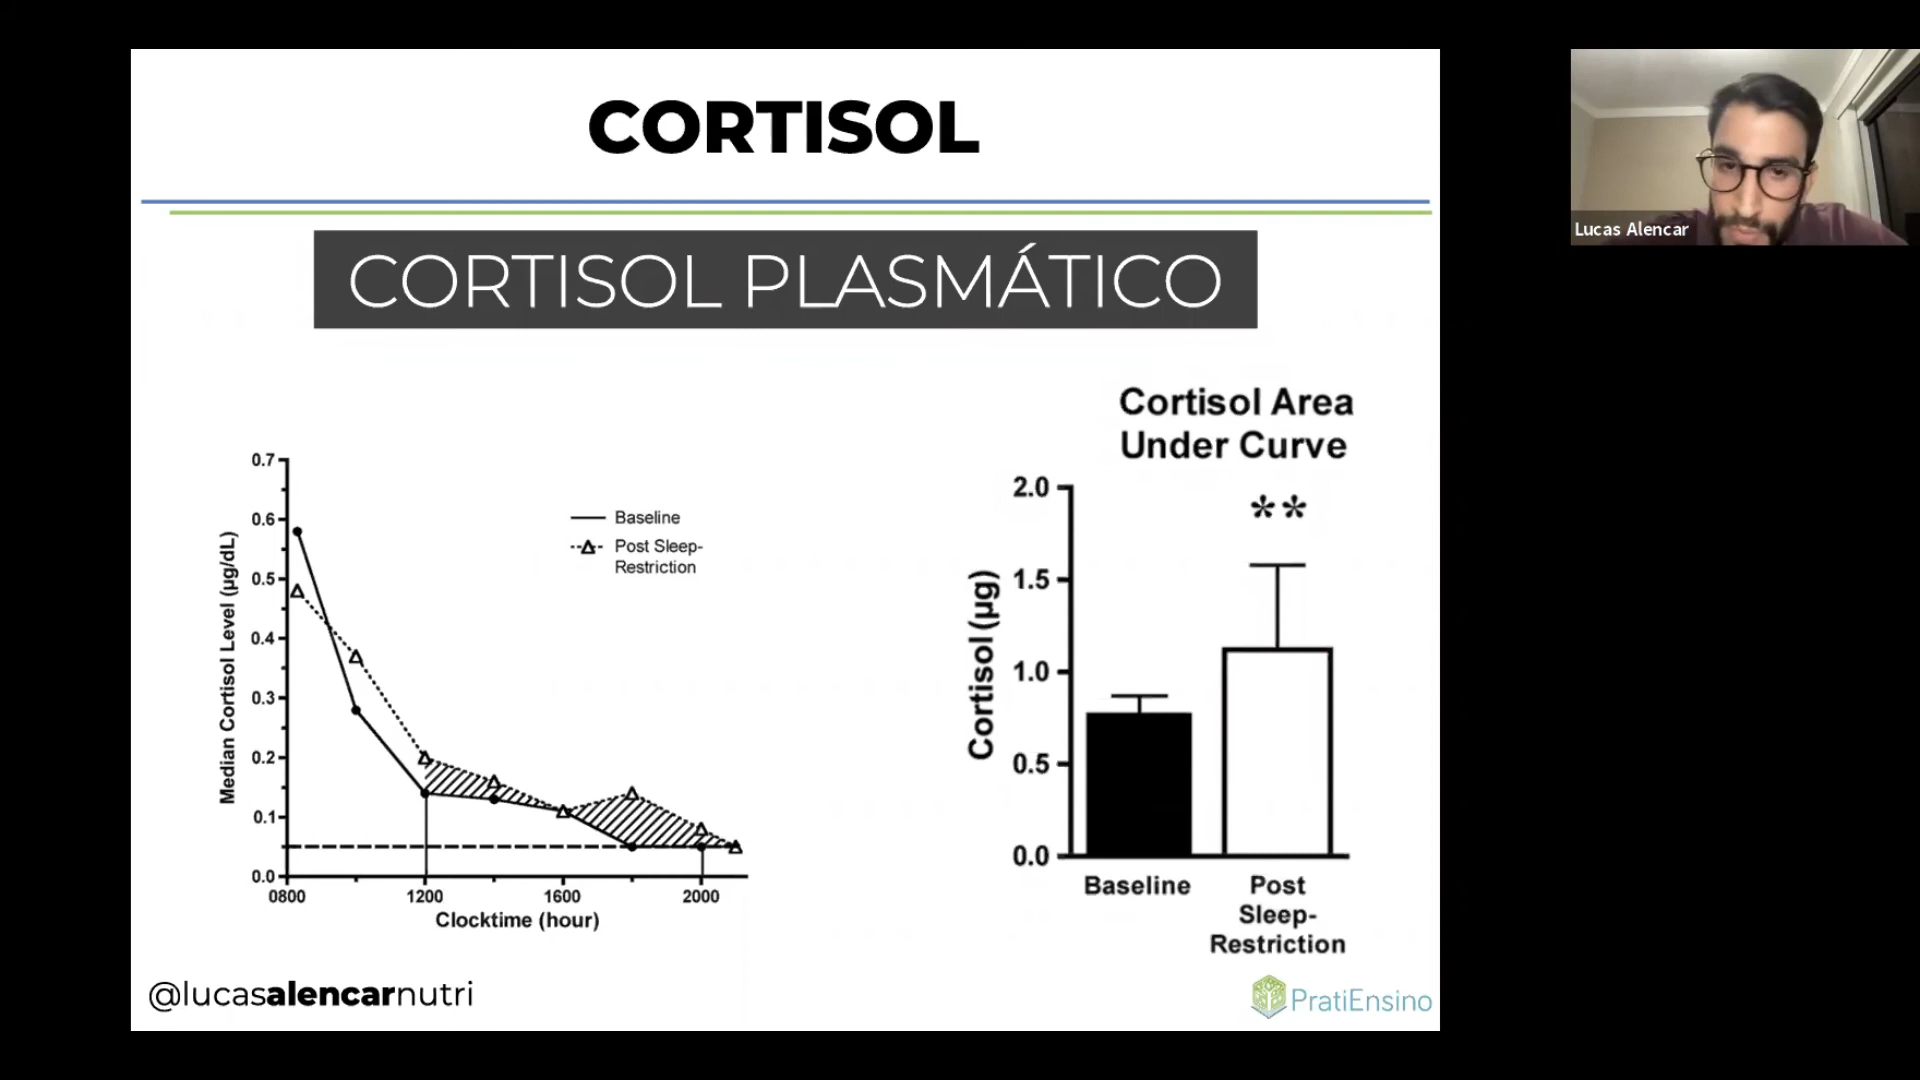 CORTISOL
CORTISOL PLASMÁTICO
Median Cortisol Level (µg/dL)
0.7
0.6
0.5
0.4
0.3
0.2
0.1
0.0
0800
1200
1600
2000
Clocktime (hour)
Baseline
Post Sleep-
Restriction
Cortisol Area
Under Curve
**
Cortisol (µg)
2.0
1.5
1.0
0.5
0.0
Baseline
Post
Sleep-
Restriction
@lucasalencarnutri
PratiEnsino
Lucas Alencar